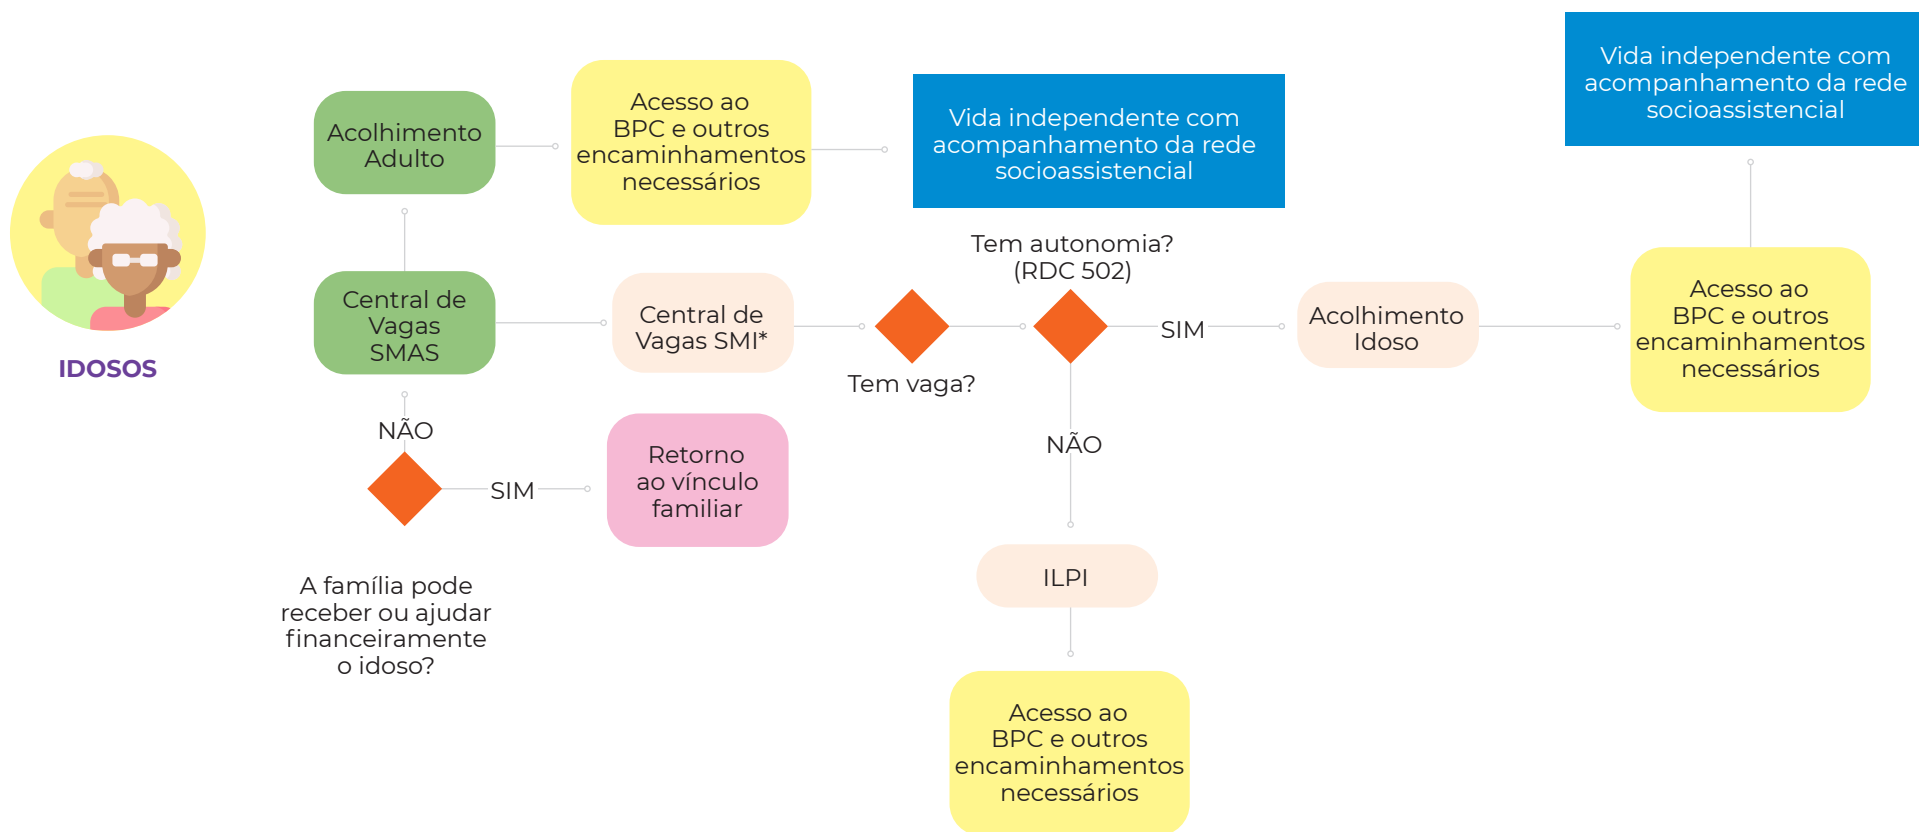 IDOSOS
Acolhimento
Adulto
Acesso ao
BPC e outros
encaminhamentos
necessários
Vida independente com
acompanhamento da rede
socioassistencial
Vida independente com
acompanhamento da rede
socioassistencial
Central de
Vagas
SMAS
Central de
Vagas SMI*
Tem vaga?
Tem autonomia?
(RDC 502)
SIM
Acolhimento
Idoso
Acesso ao
BPC e outros
encaminhamentos
necessários
NÃO
SIM
Retorno
ao vínculo
familiar
A família pode
receber ou ajudar
financeiramente
o idoso?
NÃO
ILPI
Acesso ao
BPC e outros
encaminhamentos
necessários